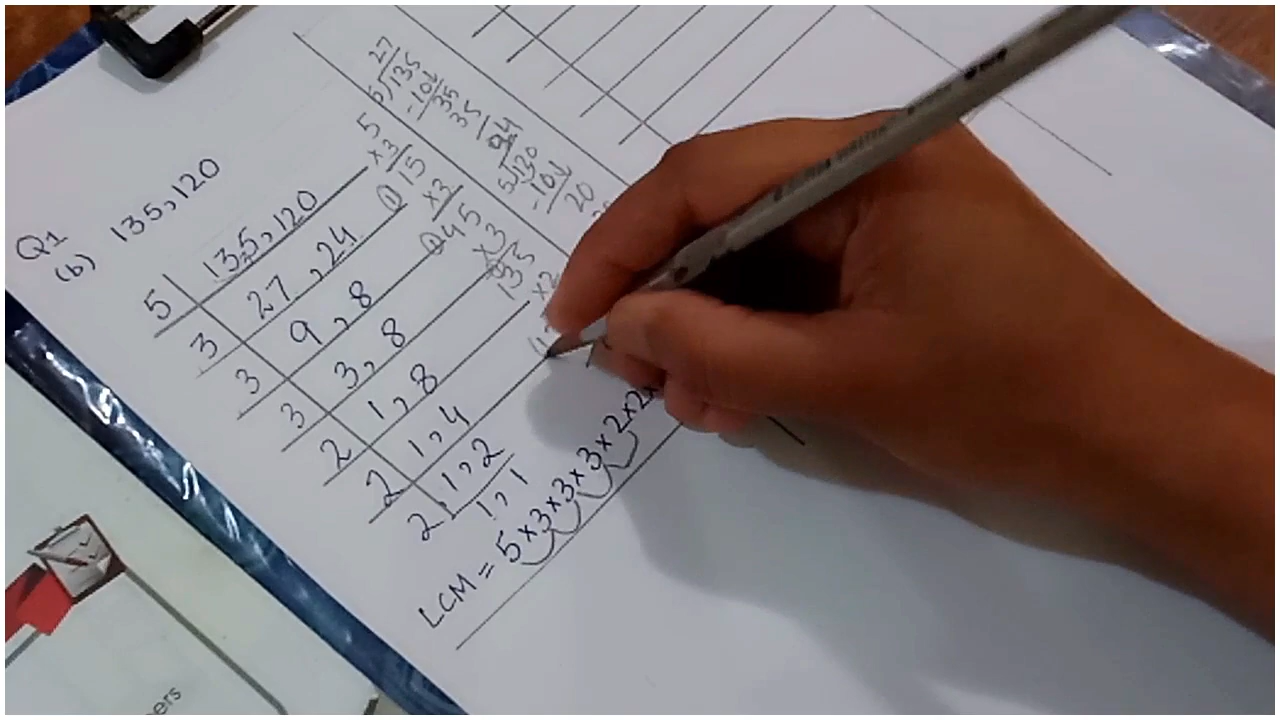 Q1
(b) 135, 120
5 135, 120
3 27, 24
3 9, 8
3 3, 8
2 1, 8
2 1, 4
2 1, 2
1, 1
LCM = 5×3×3×3×2×2×
27
5 135
-10↓
35
35
24
5 130
-10↓
20
5
×3
15
×3
45
×3
135
×2
ers